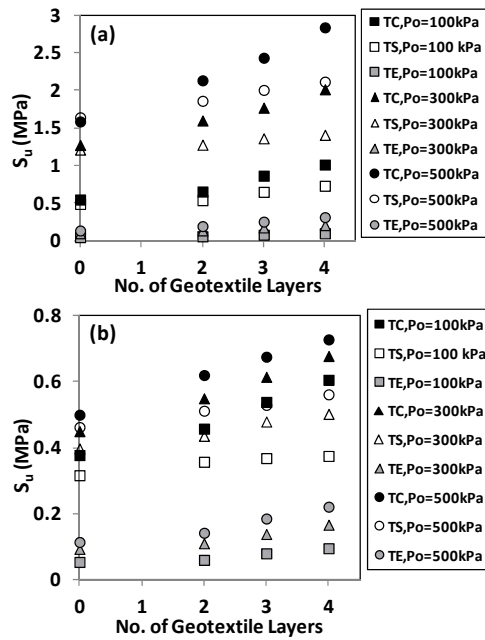 (a)
3
2.5
2
1.5
1
0.5
0
S_u (MPa)
0 1 2 3 4
No. of Geotextile Layers
TC,Po=100kPa
TS,Po=100 kPa
TE,Po=100kPa
TC,Po=300kPa
TS,Po=300kPa
TE,Po=300kPa
TC,Po=500kPa
TS,Po=500kPa
TE,Po=500kPa
(b)
0.8
0.6
0.4
0.2
0
S_u (MPa)
0 1 2 3 4
No. of Geotextile Layers
TC,Po=100kPa
TS,Po=100 kPa
TE,Po=100kPa
TC,Po=300kPa
TS,Po=300kPa
TE,Po=300kPa
TC,Po=500kPa
TS,Po=500kPa
TE,Po=500kPa